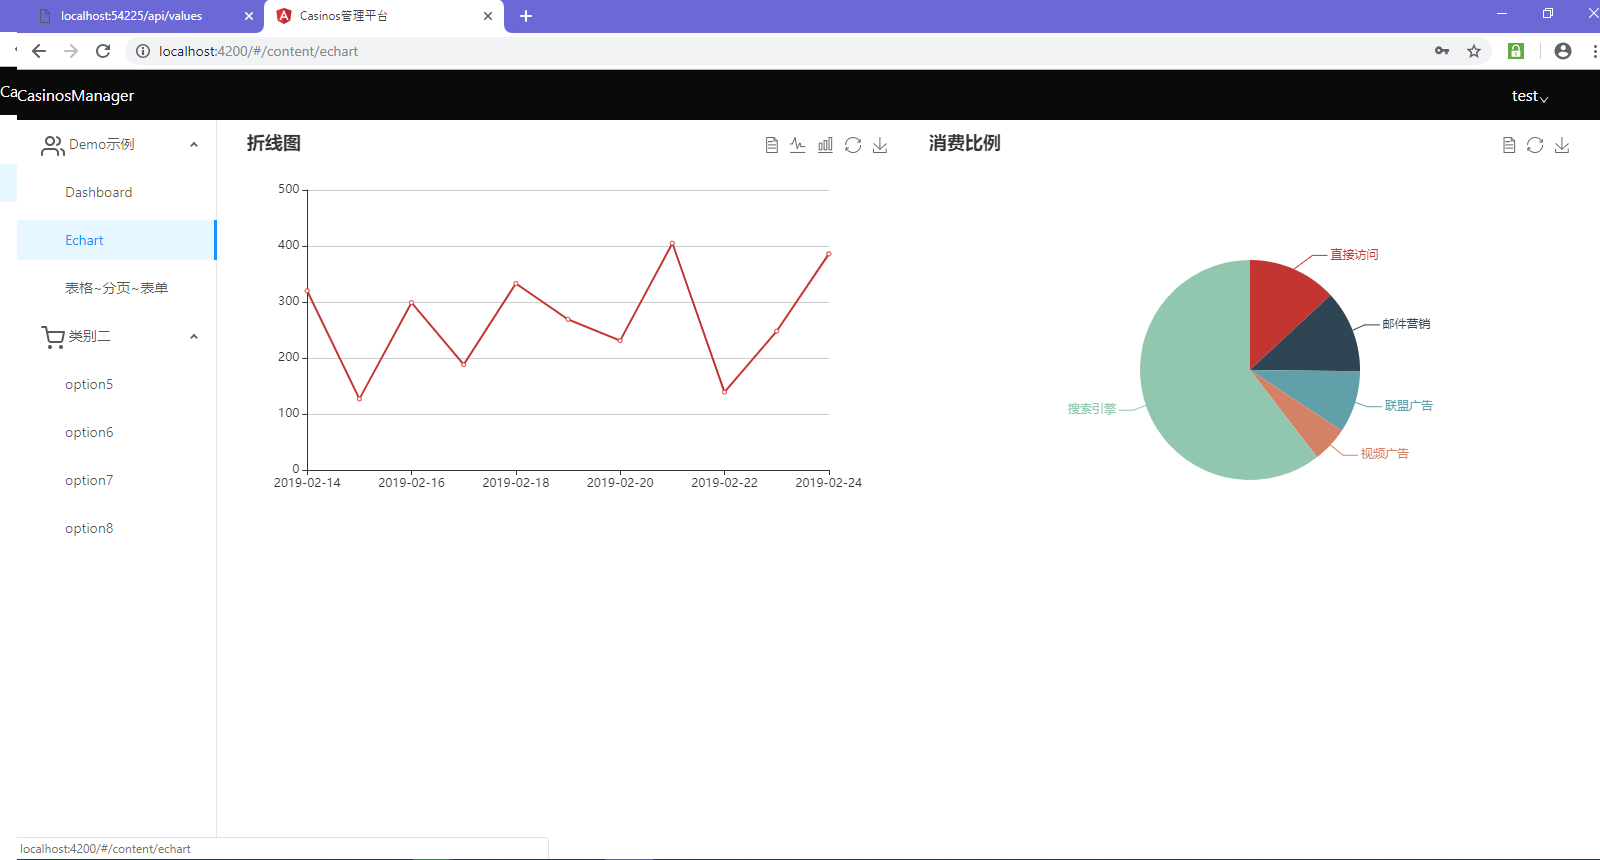 localhost:54225/api/values
Casinos管理平台
localhost:4200/#/content/echart
Ca
CasinosManager
test
Demo示例
Dashboard
Echart
表格~分页~表单
类别二
option5
option6
option7
option8
折线图
500
400
300
200
100
0
2019-02-14
2019-02-16
2019-02-18
2019-02-20
2019-02-22
2019-02-24
消费比例
直接访问
邮件营销
联盟广告
视频广告
搜索引擎
localhost:4200/#/content/echart